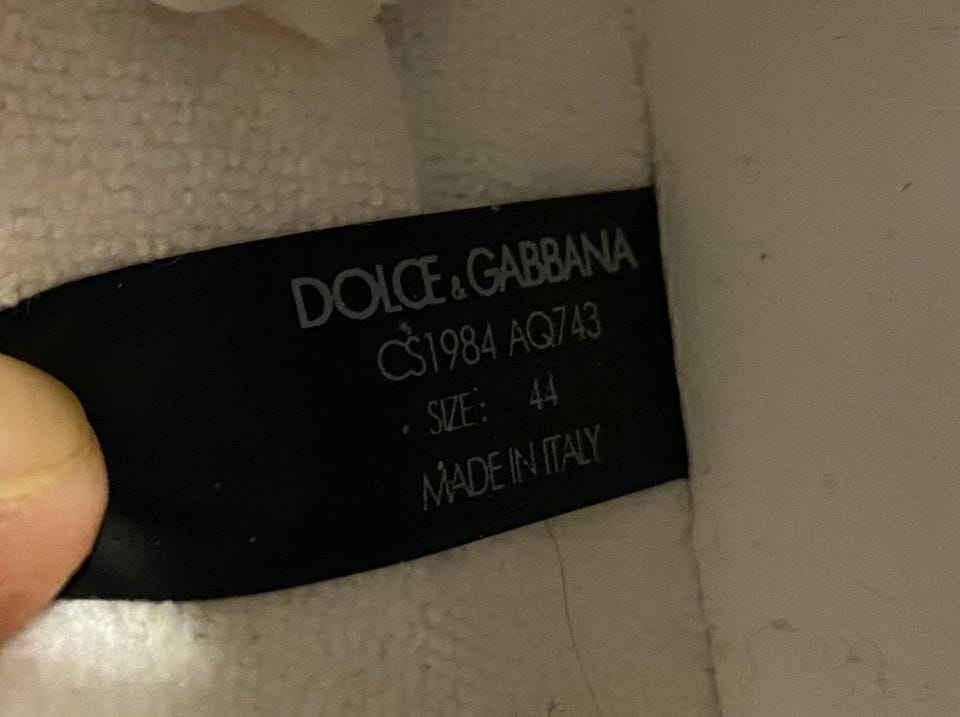 DOLCE & GABBANA
CS1984 AQ743
SIZE: 44
MADE IN ITALY